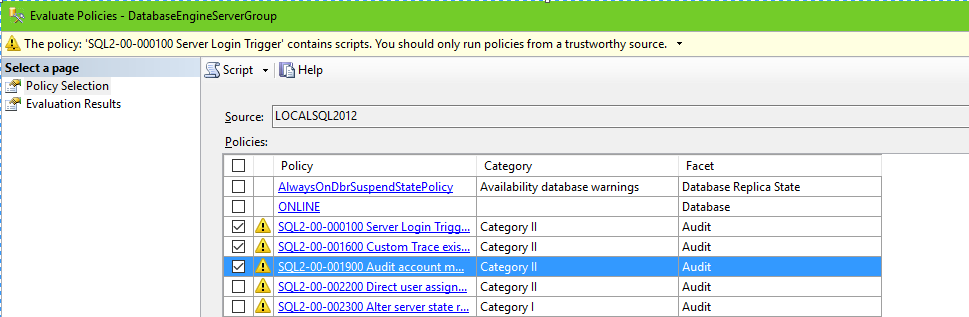 Evaluate Policies - DatabaseEngineServerGroup
The policy: 'SQL2-00-000100 Server Login Trigger' contains scripts. You should only run policies from a trustworthy source.
Select a page
Policy Selection
Evaluation Results
Script
Help
Source: LOCALSQL2012
Policies:
Policy Category Facet
AlwaysOnDbrSuspendStatePolicy Availability database warnings Database Replica State
ONLINE Database
SQL2-00-000100 Server Login Trigg... Category II Audit
SQL2-00-001600 Custom Trace exis... Category II Audit
SQL2-00-001900 Audit account m... Category II Audit
SQL2-00-002200 Direct user assign... Category II Audit
SQL2-00-002300 Alter server state r... Category I Audit